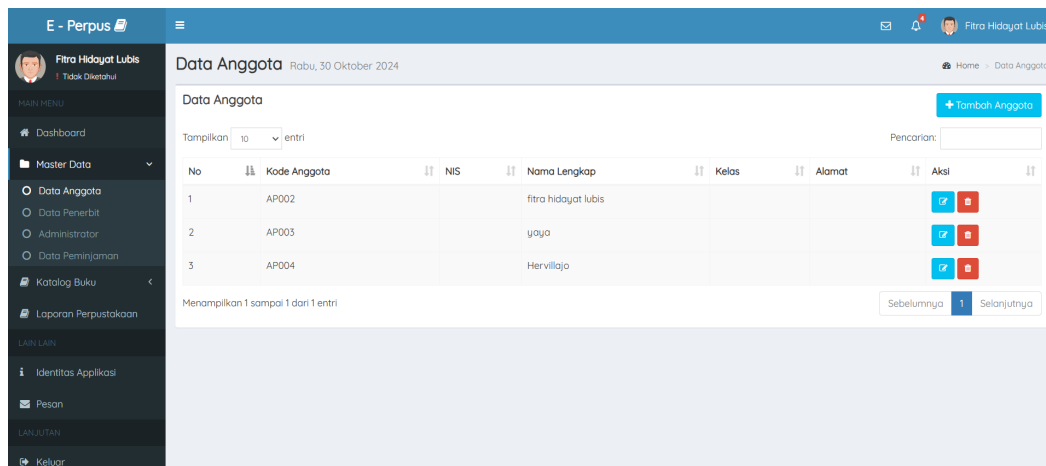 E - Perpus
4
Fitra Hidayat Lubis
Fitra Hidayat Lubis
! Tidak Diketahui
MAIN MENU
Dashboard
Master Data
Data Anggota
Data Penerbit
Administrator
Data Peminjaman
Katalog Buku
Laporan Perpustakaan
LAIN LAIN
Identitas Applikasi
Pesan
LANJUTAN
Keluar
Data Anggota Rabu, 30 Oktober 2024
Home > Data Anggota
Data Anggota
+ Tambah Anggota
Tampilkan 10 entri
Pencarian:
No Kode Anggota NIS Nama Lengkap Kelas Alamat Aksi
1 AP002 fitra hidayat lubis
2 AP003 yaya
3 AP004 Hervillajo
Menampilkan 1 sampai 1 dari 1 entri
Sebelumnya 1 Selanjutnya